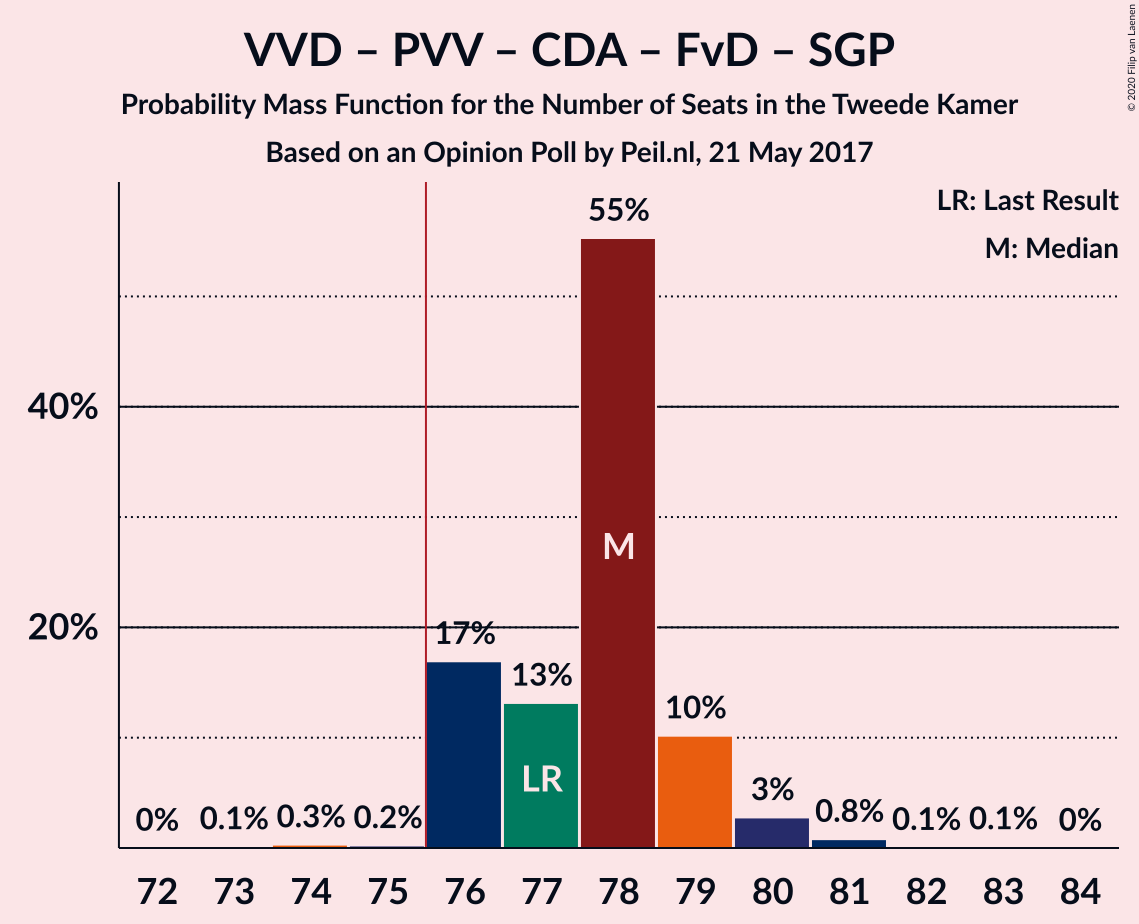 VVD – PVV – CDA – FvD – SGP
Probability Mass Function for the Number of Seats in the Tweede Kamer
Based on an Opinion Poll by Peil.nl, 21 May 2017
© 2020 Filip van Laenen
LR: Last Result
M: Median
40%
20%
0%
0.1%
0.3%
0.2%
17%
13%
55%
10%
3%
0.8%
0.1%
0.1%
0%
LR
M
72 73 74 75 76 77 78 79 80 81 82 83 84